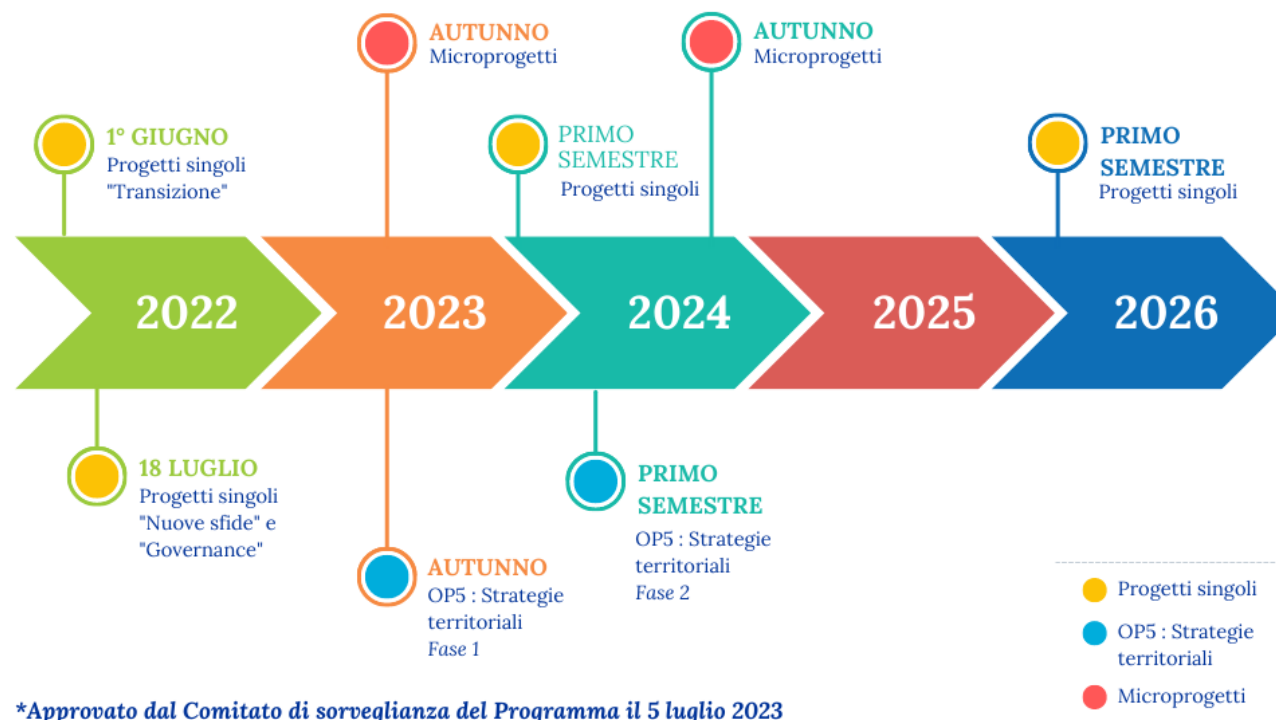 AUTUNNO
Microprogetti
AUTUNNO
Microprogetti
1° GIUGNO
Progetti singoli
"Transizione"
PRIMO
SEMESTRE
Progetti singoli
PRIMO
SEMESTRE
Progetti singoli
2022
2023
2024
2025
2026
18 LUGLIO
Progetti singoli
"Nuove sfide" e
"Governance"
AUTUNNO
OP5 : Strategie
territoriali
Fase 1
PRIMO
SEMESTRE
OP5 : Strategie
territoriali
Fase 2
Progetti singoli
OP5 : Strategie
territoriali
Microprogetti
*Approvato dal Comitato di sorveglianza del Programma il 5 luglio 2023